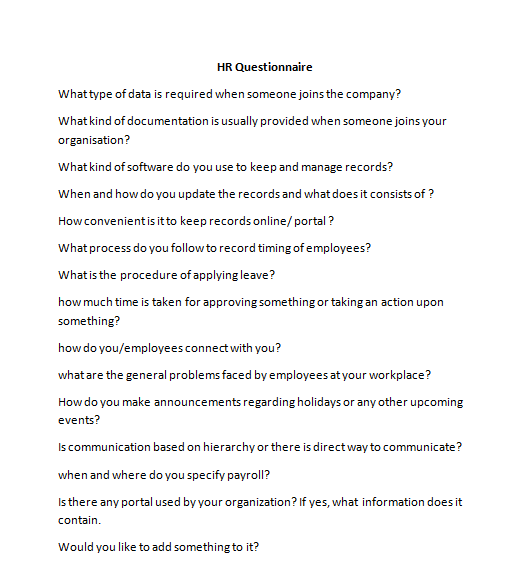 HR Questionnaire
What type of data is required when someone joins the company?
What kind of documentation is usually provided when someone joins your
organisation?
What kind of software do you use to keep and manage records?
When and how do you update the records and what does it consists of ?
How convenient is it to keep records online/ portal ?
What process do you follow to record timing of employees?
What is the procedure of applying leave?
how much time is taken for approving something or taking an action upon
something?
how do you/employees connect with you?
what are the general problems faced by employees at your workplace?
How do you make announcements regarding holidays or any other upcoming
events?
Is communication based on hierarchy or there is direct way to communicate?
when and where do you specify payroll?
Is there any portal used by your organization? If yes, what information does it
contain.
Would you like to add something to it?